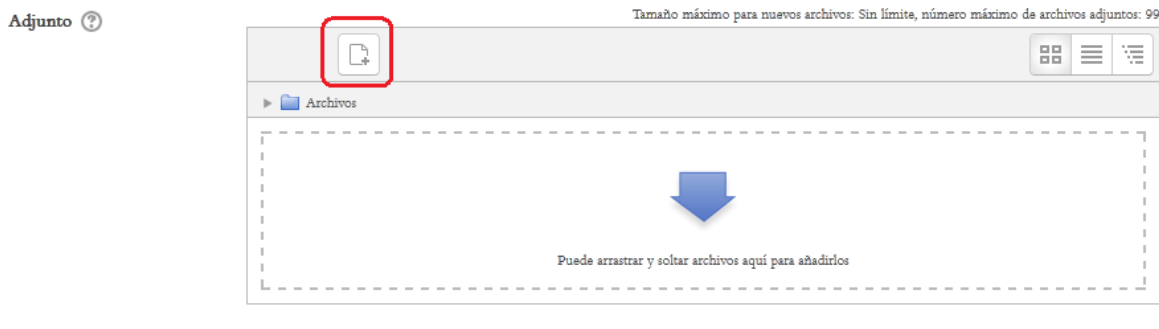 Adjunto
Tamaño máximo para nuevos archivos: Sin límite, número máximo de archivos adjuntos: 99
Archivos
Puede arrastrar y soltar archivos aquí para añadirlos